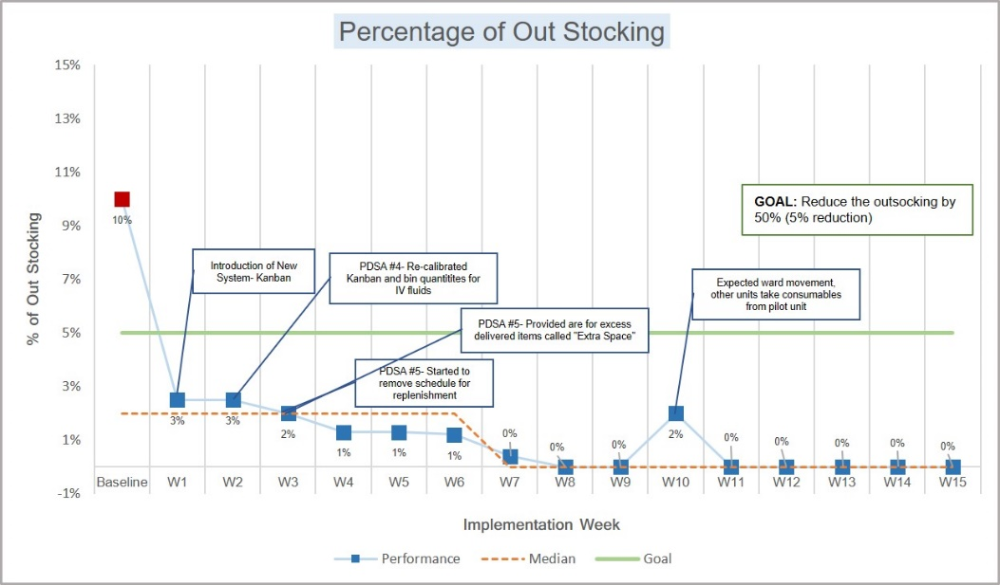 Percentage of Out Stocking
15%
13%
11%
9%
7%
5%
3%
1%
-1%
% of Out Stocking
10%
3%
3%
2%
1%
1%
1%
0%
0%
0%
2%
0%
0%
0%
0%
0%
Introduction of New
System- Kanban
PDSA #4- Re-calibrated
Kanban and bin quantitites for
IV fluids
PDSA #5- Provided are for excess
delivered items called "Extra Space"
PDSA #5- Started to
remove schedule for
replenishment
Expected ward movement,
other units take consumables
from pilot unit
GOAL: Reduce the outsocking by
50% (5% reduction)
Baseline W1 W2 W3 W4 W5 W6 W7 W8 W9 W10 W11 W12 W13 W14 W15
Implementation Week
Performance Median Goal